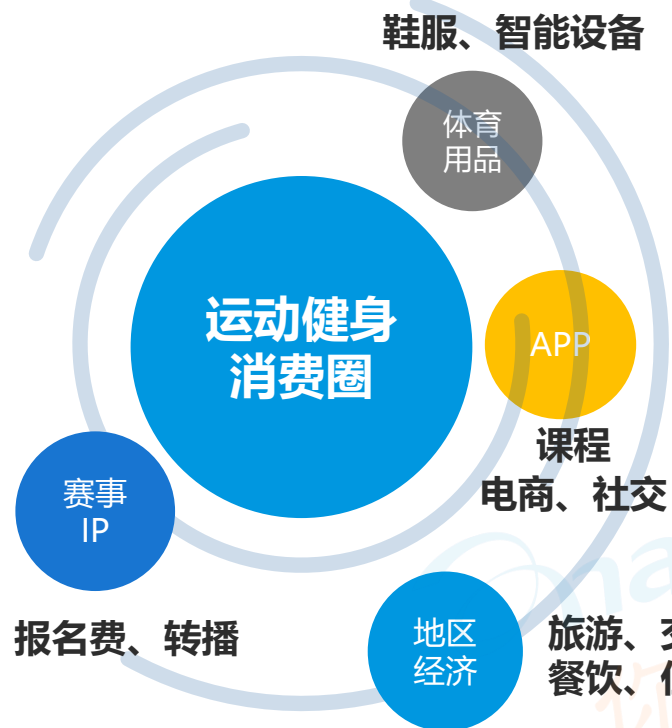 鞋服、智能设备
体育
用品
运动健身
消费圈
APP
课程
电商、社交
赛事
IP
报名费、转播
地区
经济
旅游、
餐饮、